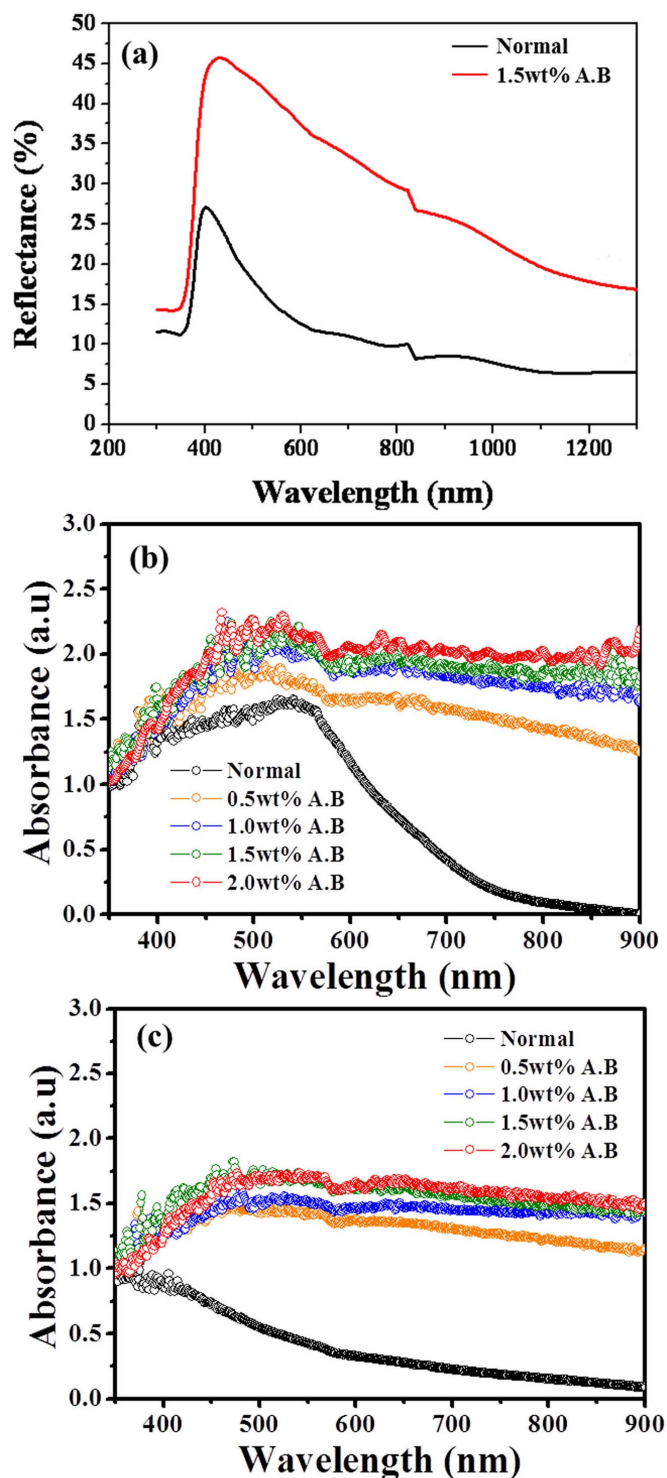 (a)
Normal
1.5wt% A.B
Reflectance (%)
50
45
40
35
30
25
20
15
10
5
0
200 400 600 800 1000 1200
Wavelength (nm)
(b)
Absorbance (a.u)
3.0
2.5
2.0
1.5
1.0
0.5
0.0
Normal
0.5wt% A.B
1.0wt% A.B
1.5wt% A.B
2.0wt% A.B
400 500 600 700 800 900
Wavelength (nm)
(c)
Absorbance (a.u)
3.0
2.5
2.0
1.5
1.0
0.5
0.0
Normal
0.5wt% A.B
1.0wt% A.B
1.5wt% A.B
2.0wt% A.B
400 500 600 700 800 900
Wavelength (nm)